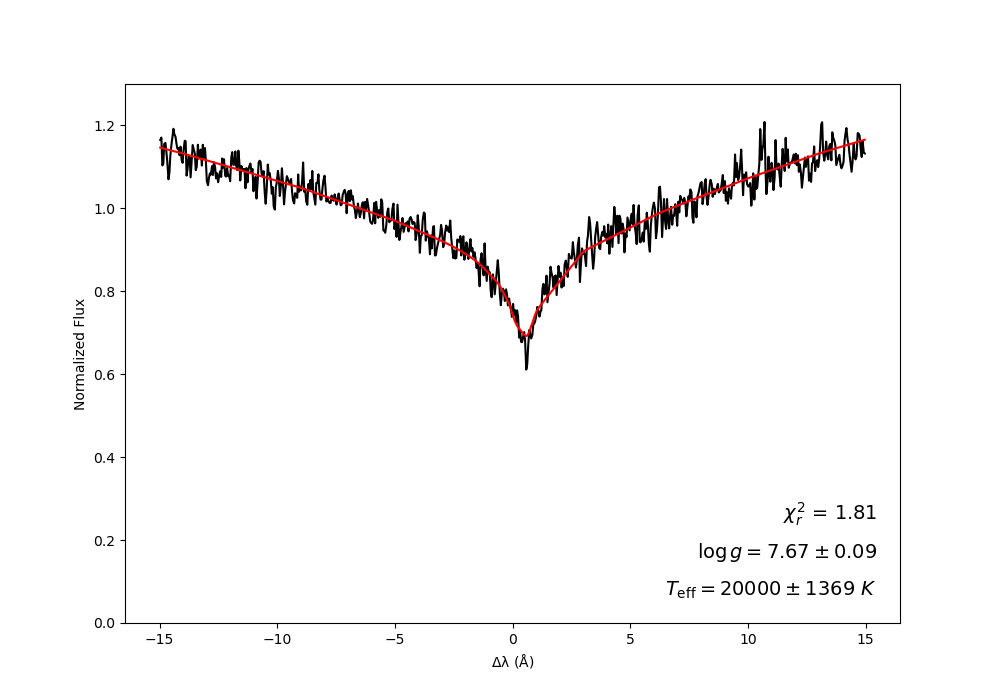 1.2
1.0
0.8
0.6
0.4
0.2
0.0
Normalized Flux
χ²ᵣ = 1.81
log g = 7.67 ± 0.09
T_eff = 20000 ± 1369 K
−15 −10 −5 0 5 10 15
Δλ (Å)